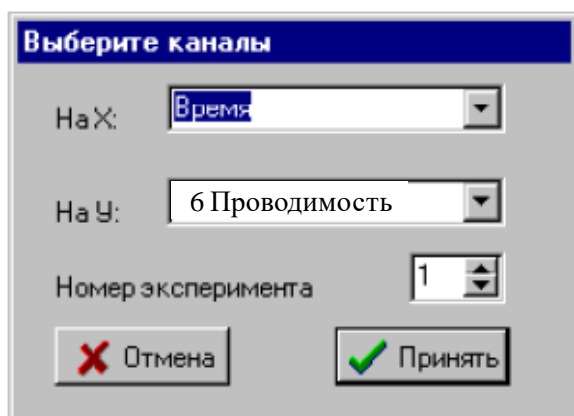 Выберите каналы
На X:
Время
На У:
6 Проводимость
Номер эксперимента
1
Отмена
Принять